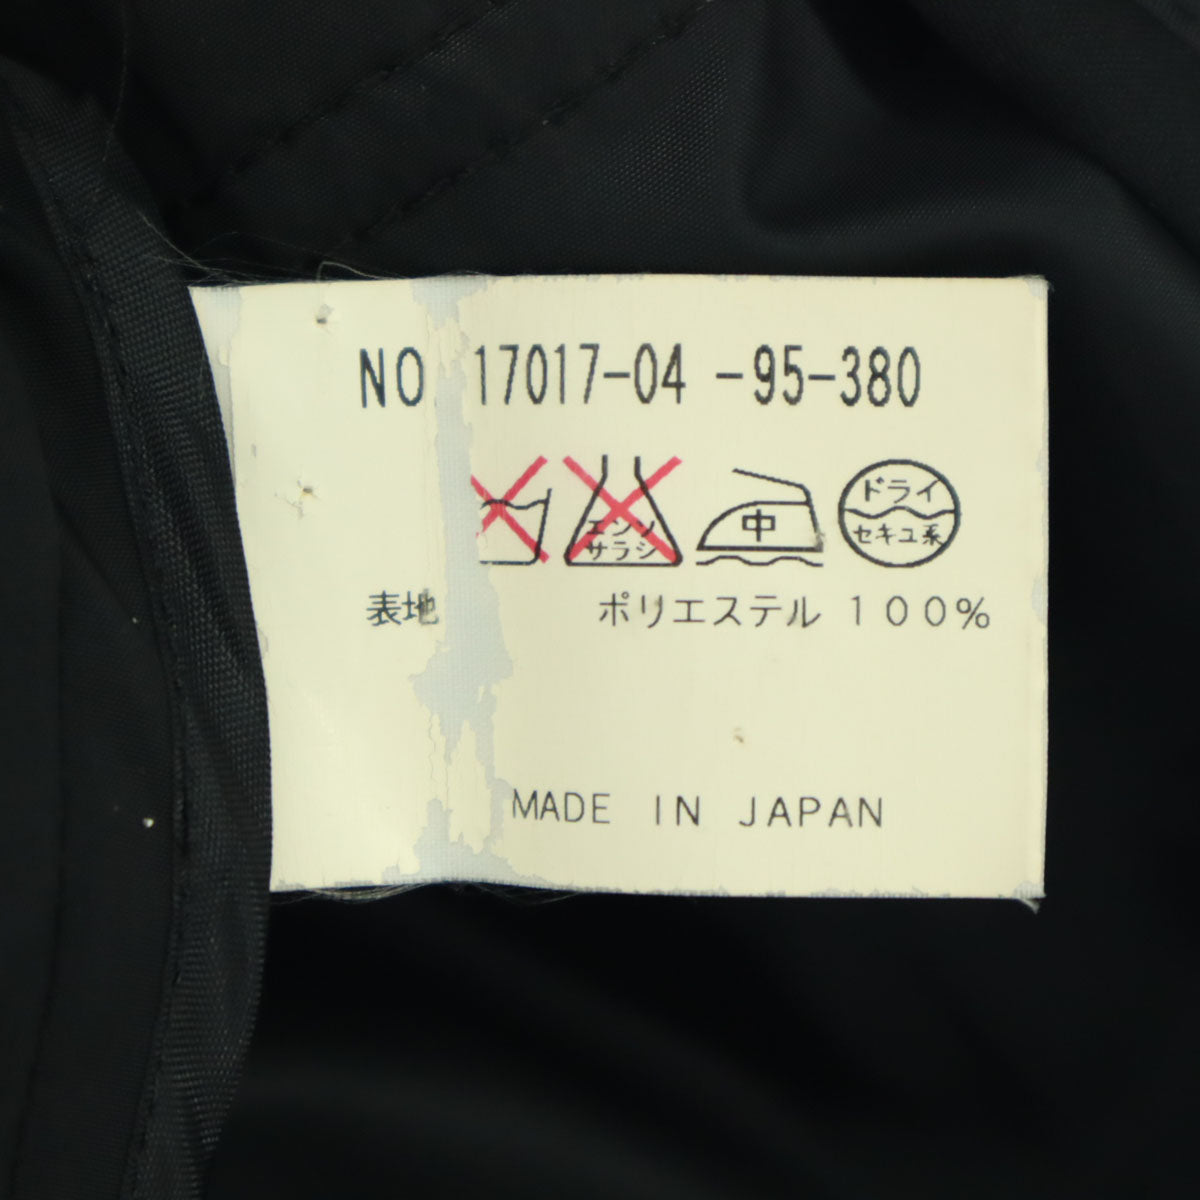 NO 17017-04 -95-380
エンソ サラシ 中 ドライ セキユ系
表地 ポリエステル 100%
MADE IN JAPAN